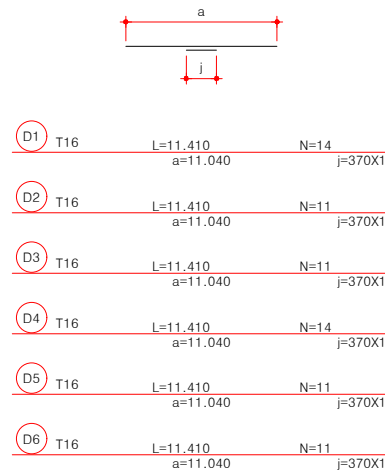 a
j
D1 T16 L=11.410 N=14
a=11.040 j=370X1
D2 T16 L=11.410 N=11
a=11.040 j=370X1
D3 T16 L=11.410 N=11
a=11.040 j=370X1
D4 T16 L=11.410 N=14
a=11.040 j=370X1
D5 T16 L=11.410 N=11
a=11.040 j=370X1
D6 T16 L=11.410 N=11
a=11.040 j=370X1